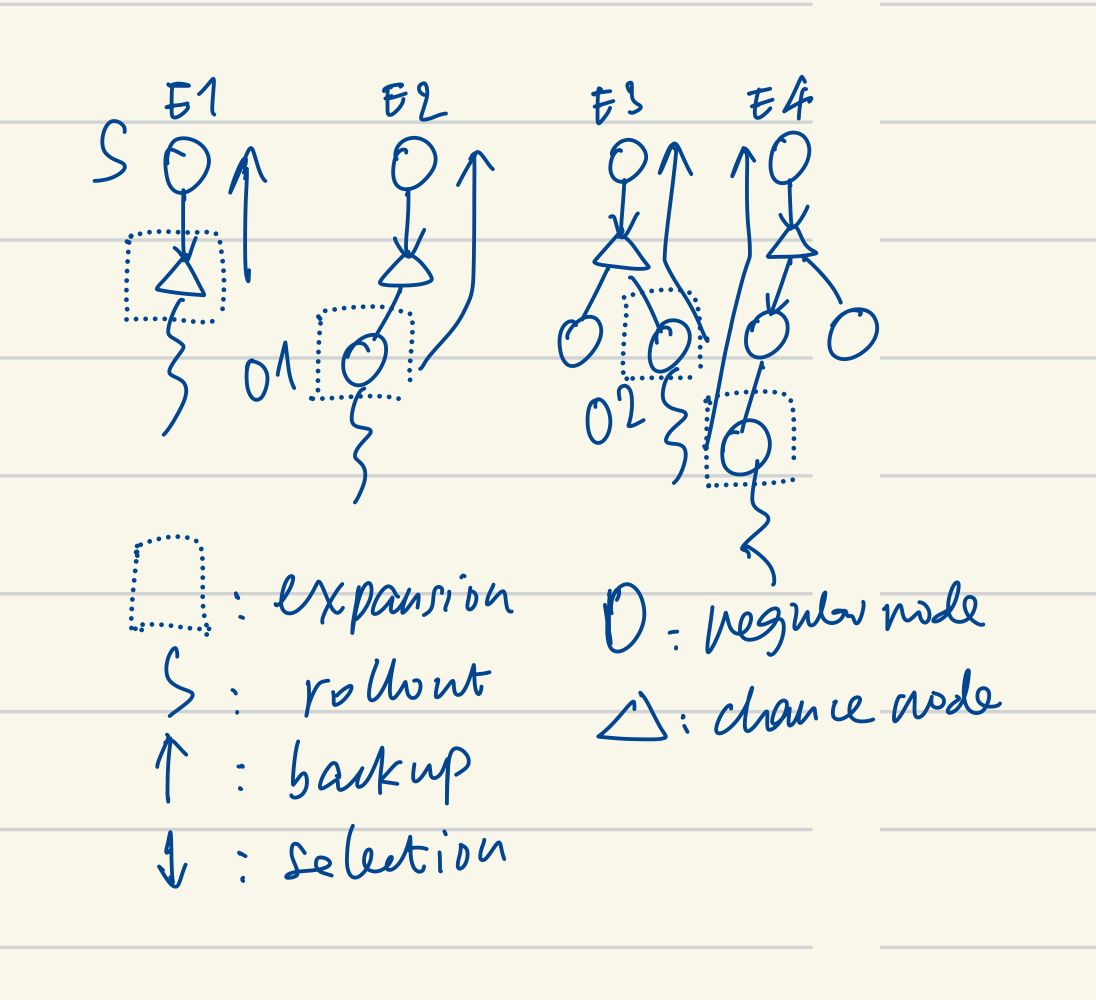 E1 E2 E3 E4
S
O1
O2
: expansion
: rollout
: backup
: selection
: regular node
: chance node